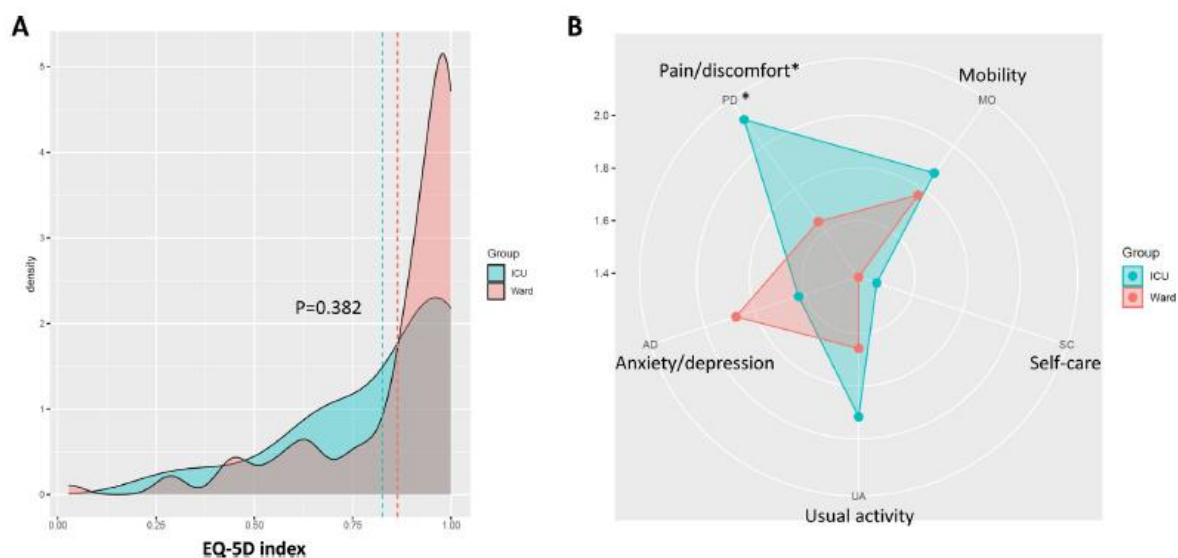 A
5
4
3
2
1
0
density
P=0.382
0.00
0.25
0.50
0.75
1.00
EQ-5D index
Group
ICU
Ward
B
Pain/discomfort*
PD *
Mobility
MO
2.0
1.8
1.6
1.4
AD
Anxiety/depression
SC
Self-care
UA
Usual activity
Group
ICU
Ward